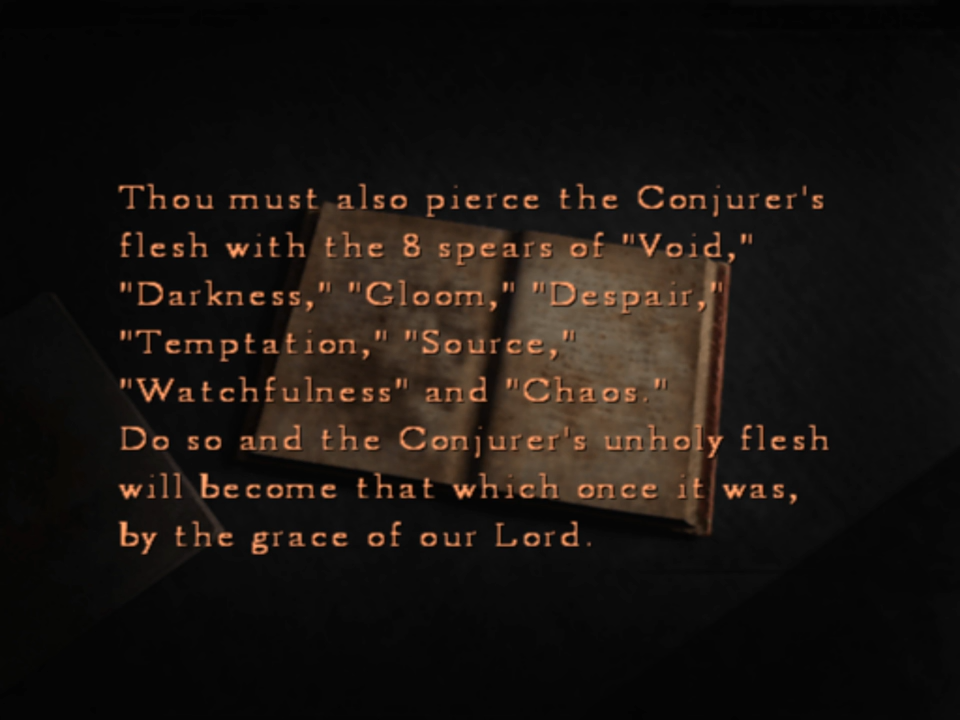 Thou must also pierce the Conjurer's
flesh with the 8 spears of "Void,"
"Darkness," "Gloom," "Despair,"
"Temptation," "Source,"
"Watchfulness" and "Chaos."
Do so and the Conjurer's unholy flesh
will become that which once it was,
by the grace of our Lord.